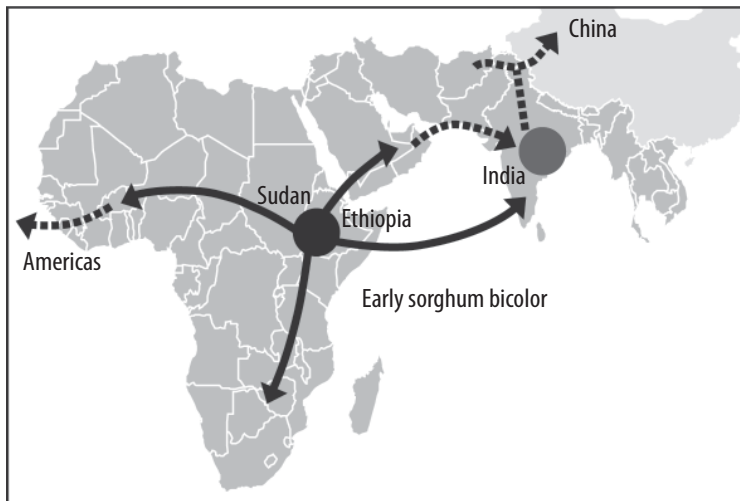 China
Sudan
Ethiopia
India
Americas
Early sorghum bicolor